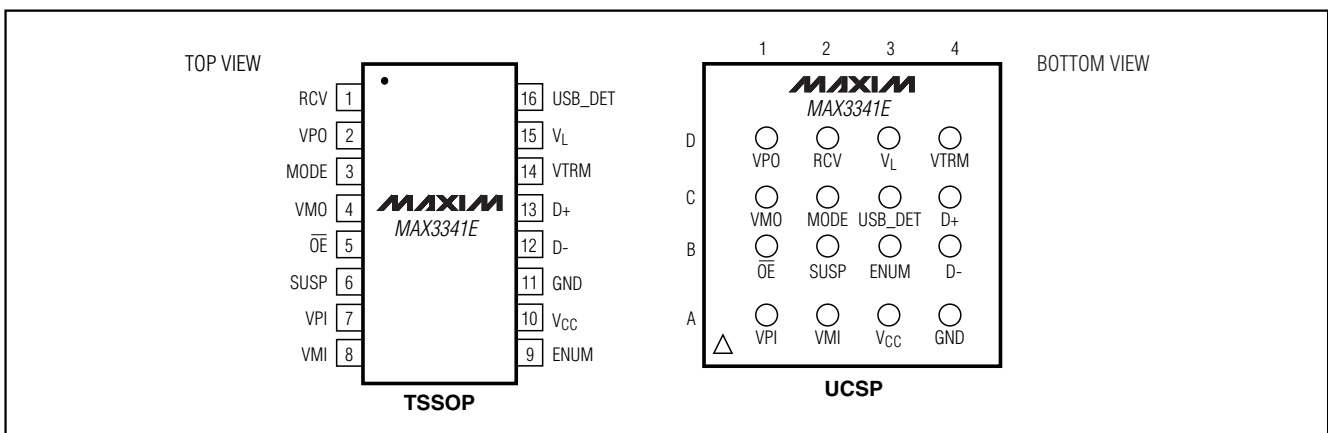 TOP VIEW
RCV 1
VPO 2
MODE 3
VMO 4
OE 5
SUSP 6
VPI 7
VMI 8
MAXIM
MAX3341E
16 USB_DET
15 VL
14 VTRM
13 D+
12 D-
11 GND
10 VCC
9 ENUM
TSSOP
BOTTOM VIEW
1 2 3 4
MAXIM
MAX3341E
D
VPO RCV VL VTRM
C
VMO MODE USB_DET D+
B
OE SUSP ENUM D-
A
VPI VMI VCC GND
UCSP